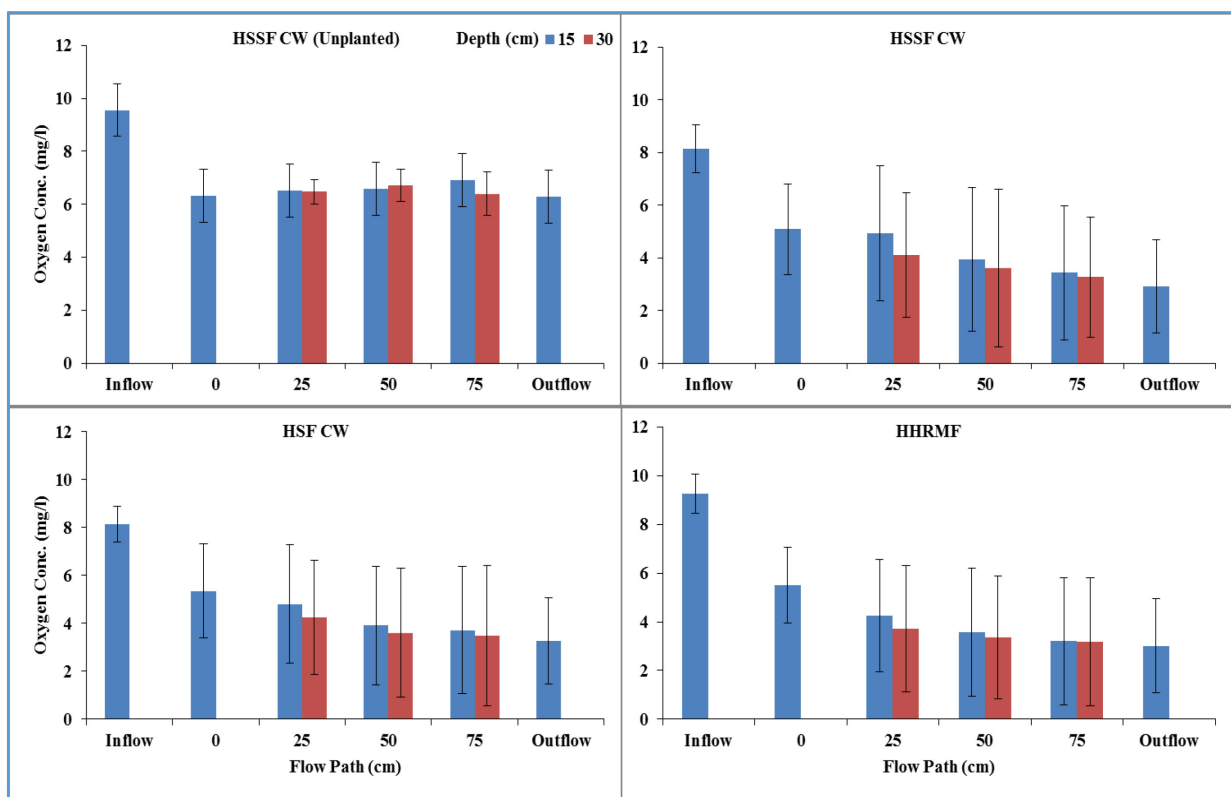 HSSF CW (Unplanted)
Depth (cm) 15 30
Oxygen Conc. (mg/l)
12
10
8
6
4
2
0
Inflow 0 25 50 75 Outflow
HSSF CW
12
10
8
6
4
2
0
Inflow 0 25 50 75 Outflow
HSF CW
Oxygen Conc. (mg/l)
12
10
8
6
4
2
0
Inflow 0 25 50 75 Outflow
Flow Path (cm)
HHRMF
12
10
8
6
4
2
0
Inflow 0 25 50 75 Outflow
Flow Path (cm)